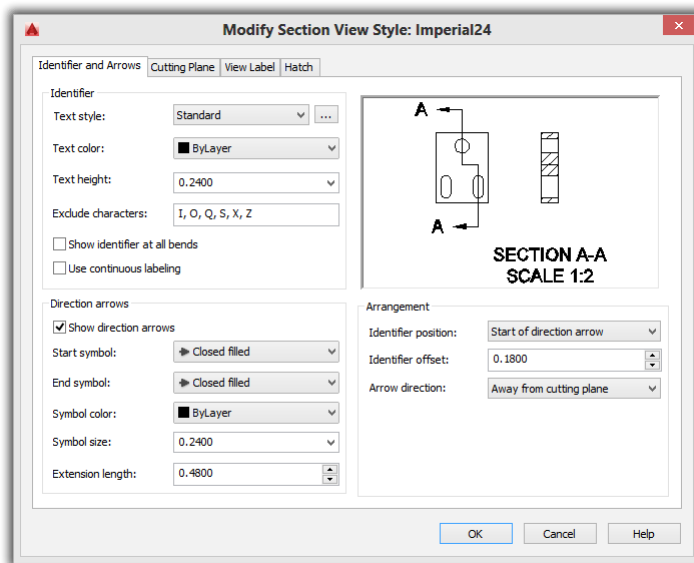 Modify Section View Style: Imperial24
Identifier and Arrows
Cutting Plane
View Label
Hatch
Identifier
Text style:
Standard
...
Text color:
ByLayer
Text height:
0.2400
Exclude characters:
I, O, Q, S, X, Z
Show identifier at all bends
Use continuous labeling
A
A
SECTION A-A
SCALE 1:2
Direction arrows
Show direction arrows
Start symbol:
Closed filled
End symbol:
Closed filled
Symbol color:
ByLayer
Symbol size:
0.2400
Extension length:
0.4800
Arrangement
Identifier position:
Start of direction arrow
Identifier offset:
0.1800
Arrow direction:
Away from cutting plane
OK
Cancel
Help